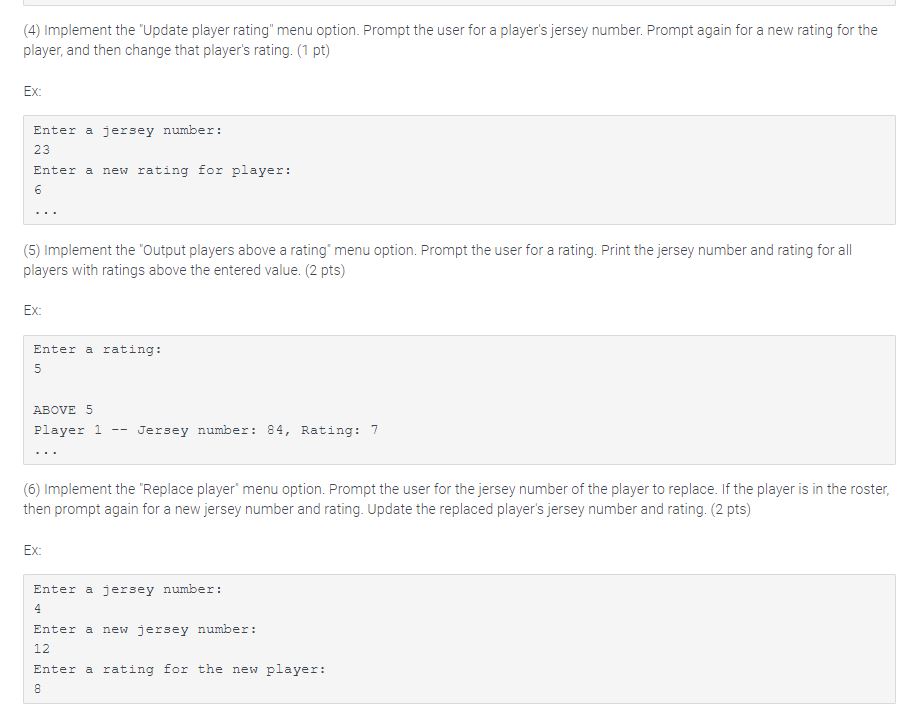 (4) Implement the "Update player rating" menu option. Prompt the user for a player's jersey number. Prompt again for a new rating for the
player, and then change that player's rating. (1 pt)
Ex:
Enter a jersey number:
23
Enter a new rating for player:
6
...
(5) Implement the "Output players above a rating" menu option. Prompt the user for a rating. Print the jersey number and rating for all
players with ratings above the entered value. (2 pts)
Ex:
Enter a rating:
5
ABOVE 5
Player 1 -- Jersey number: 84, Rating: 7
...
(6) Implement the "Replace player" menu option. Prompt the user for the jersey number of the player to replace. If the player is in the roster,
then prompt again for a new jersey number and rating. Update the replaced player's jersey number and rating. (2 pts)
Ex:
Enter a jersey number:
4
Enter a new jersey number:
12
Enter a rating for the new player:
8